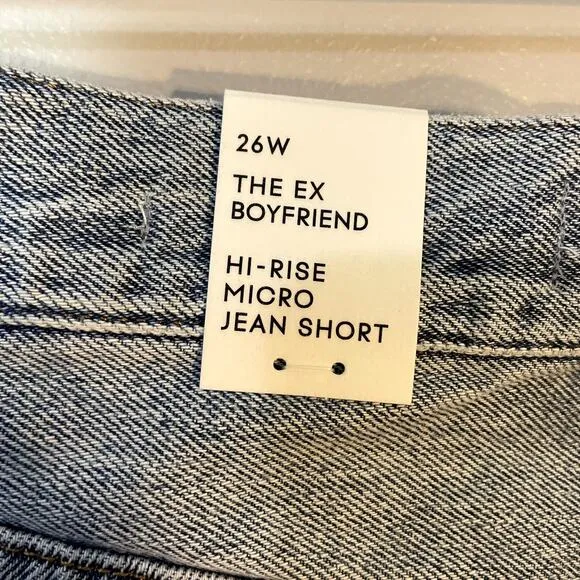 26W
THE EX
BOYFRIEND
HI-RISE
MICRO
JEAN SHORT